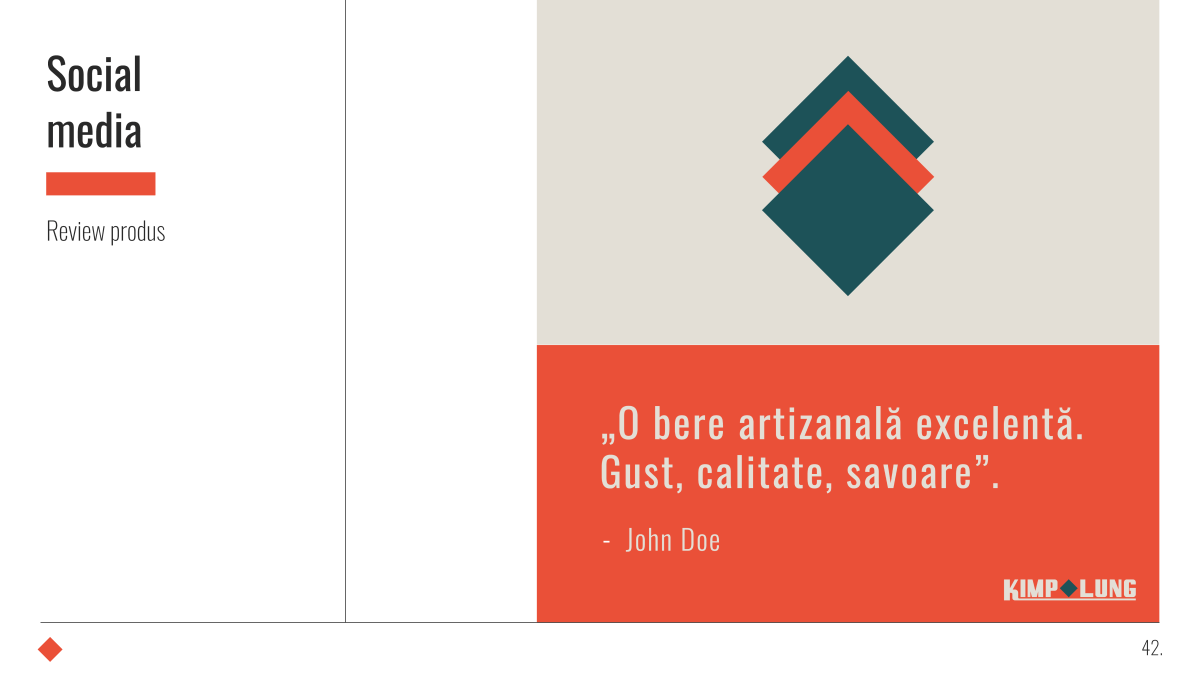 Social
media
Review produs
„O bere artizanală excelentă.
Gust, calitate, savoare”.
- John Doe
KIMP LUNG
42.